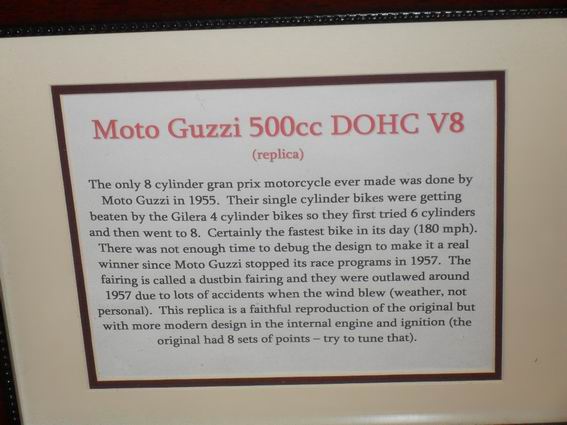 Moto Guzzi 500cc DOHC V8
(replica)
The only 8 cylinder gran prix motorcycle ever made was done by
Moto Guzzi in 1955.  Their single cylinder bikes were getting
beaten by the Gilera 4 cylinder bikes so they first tried 6 cylinders
and then went to 8.  Certainly the fastest bike in its day (180 mph).
There was not enough time to debug the design to make it a real
winner since Moto Guzzi stopped its race programs in 1957.  The
fairing is called a dustbin fairing and they were outlawed around
1957 due to lots of accidents when the wind blew (weather, not
personal).  This replica is a faithful reproduction of the original but
with more modern design in the internal engine and ignition (the
original had 8 sets of points – try to tune that).